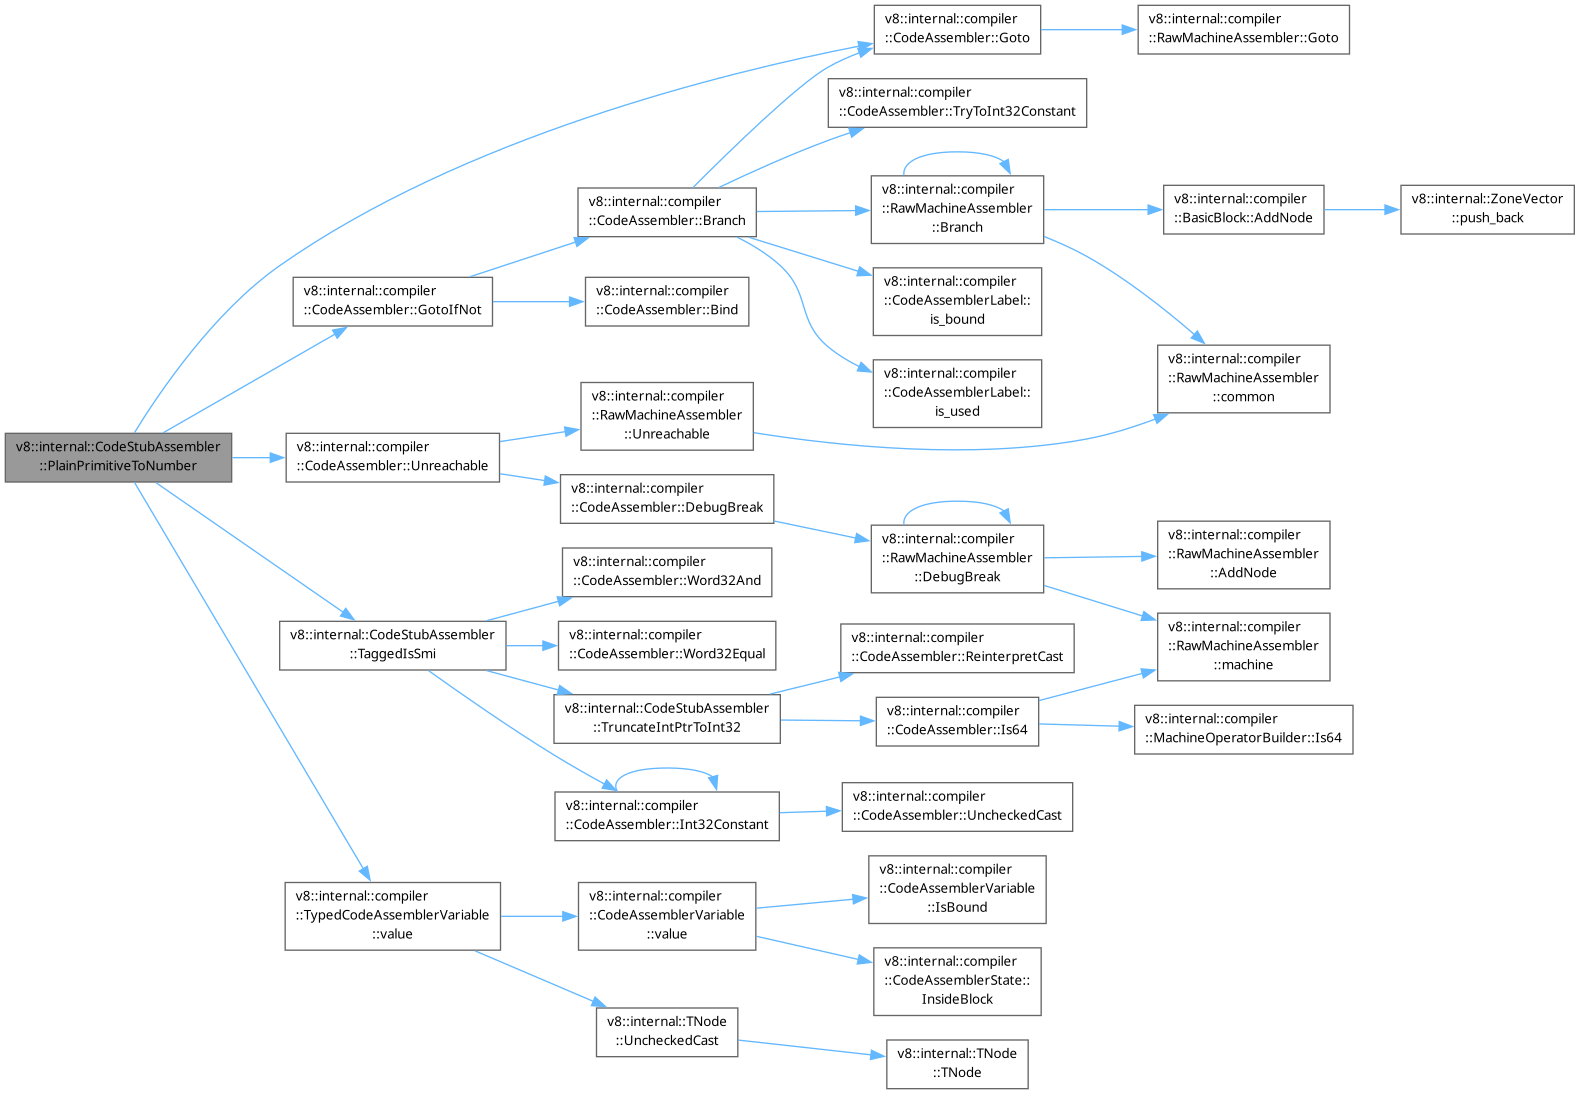 v8::internal::CodeStubAssembler
::PlainPrimitiveToNumber
v8::internal::compiler
::CodeAssembler::Goto
v8::internal::compiler
::RawMachineAssembler::Goto
v8::internal::compiler
::CodeAssembler::TryToInt32Constant
v8::internal::compiler
::CodeAssembler::Branch
v8::internal::compiler
::RawMachineAssembler
::Branch
v8::internal::compiler
::BasicBlock::AddNode
v8::internal::ZoneVector
::push_back
v8::internal::compiler
::CodeAssembler::GotoIfNot
v8::internal::compiler
::CodeAssembler::Bind
v8::internal::compiler
::CodeAssemblerLabel::
is_bound
v8::internal::compiler
::CodeAssemblerLabel::
is_used
v8::internal::compiler
::RawMachineAssembler
::common
v8::internal::compiler
::CodeAssembler::Unreachable
v8::internal::compiler
::RawMachineAssembler
::Unreachable
v8::internal::compiler
::CodeAssembler::DebugBreak
v8::internal::compiler
::RawMachineAssembler
::DebugBreak
v8::internal::compiler
::RawMachineAssembler
::AddNode
v8::internal::compiler
::RawMachineAssembler
::machine
v8::internal::CodeStubAssembler
::TaggedIsSmi
v8::internal::compiler
::CodeAssembler::Word32And
v8::internal::compiler
::CodeAssembler::Word32Equal
v8::internal::CodeStubAssembler
::TruncateIntPtrToInt32
v8::internal::compiler
::CodeAssembler::ReinterpretCast
v8::internal::compiler
::CodeAssembler::Is64
v8::internal::compiler
::MachineOperatorBuilder::Is64
v8::internal::compiler
::CodeAssembler::Int32Constant
v8::internal::compiler
::CodeAssembler::UncheckedCast
v8::internal::compiler
::TypedCodeAssemblerVariable
::value
v8::internal::compiler
::CodeAssemblerVariable
::value
v8::internal::compiler
::CodeAssemblerVariable
::IsBound
v8::internal::compiler
::CodeAssemblerState::
InsideBlock
v8::internal::TNode
::UncheckedCast
v8::internal::TNode
::TNode